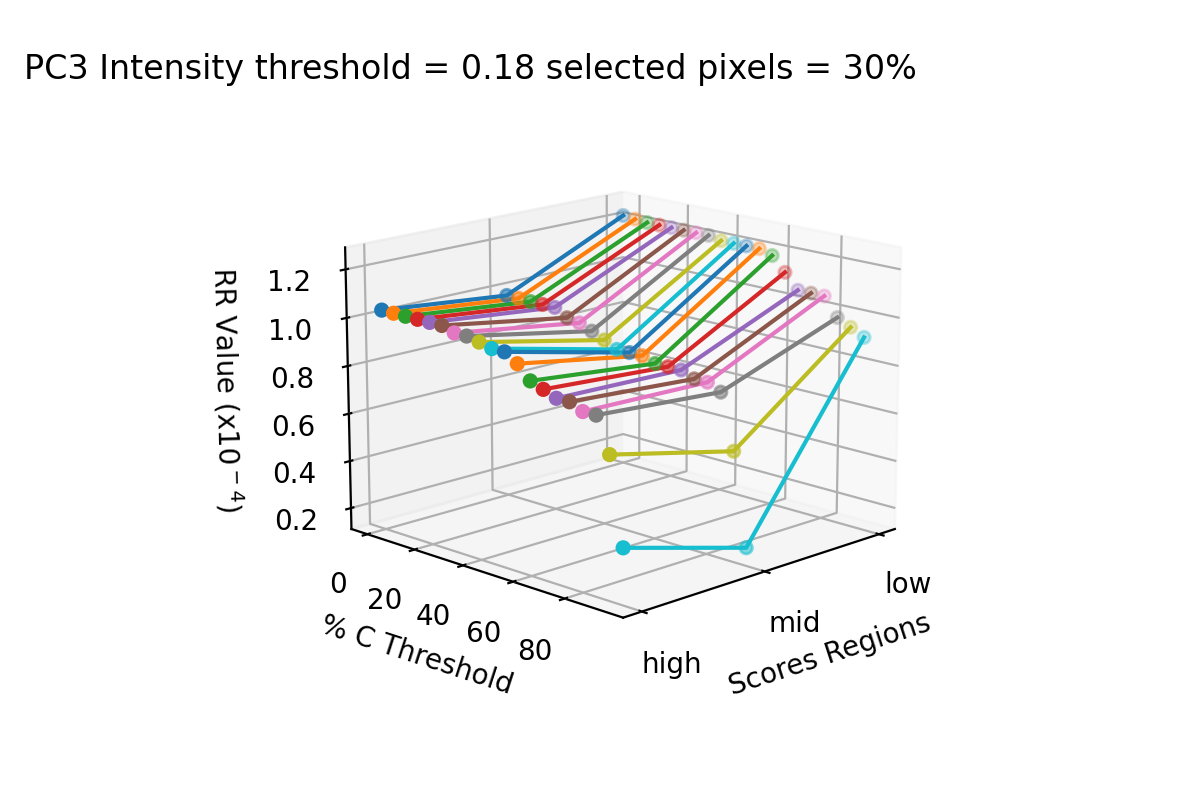 PC3 Intensity threshold = 0.18 selected pixels = 30%
RR Value (x10⁻⁴)
1.2
1.0
0.8
0.6
0.4
0.2
0
20
40
60
80
% C Threshold
high
mid
low
Scores Regions